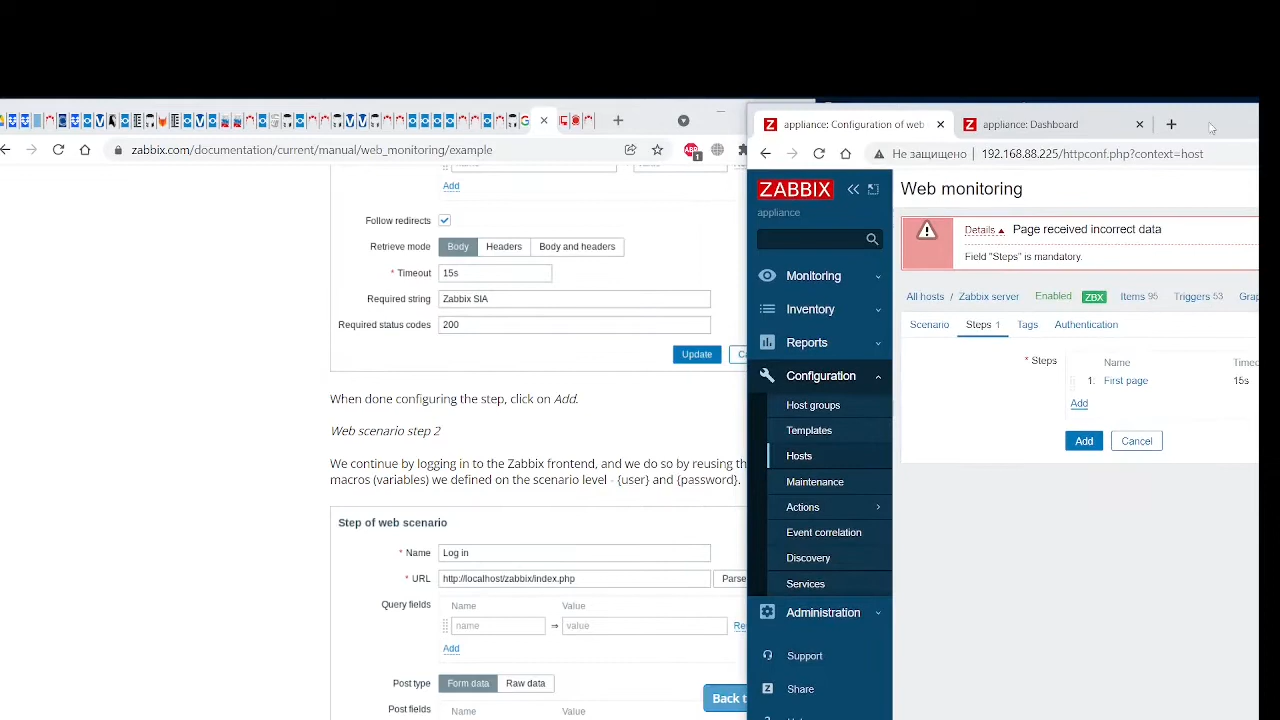 zabbix.com/documentation/current/manual/web_monitoring/example
Add
Follow redirects
Retrieve mode Body Headers Body and headers
* Timeout 15s
Required string Zabbix SIA
Required status codes 200
Update
When done configuring the step, click on Add.
Web scenario step 2
We continue by logging in to the Zabbix frontend, and we do so by reusing the
macros (variables) we defined on the scenario level - {user} and {password}.
Step of web scenario
* Name Log in
* URL http://localhost/zabbix/index.php Parse
Query fields Name Value
name ⇒ value
Add
Post type Form data Raw data
Post fields Name Value
Back t
appliance: Configuration of web
appliance: Dashboard
Не защищено 192.168.88.225/httpconf.php?context=host
ZABBIX
appliance
Monitoring
Inventory
Reports
Configuration
Host groups
Templates
Hosts
Maintenance
Actions
Event correlation
Discovery
Services
Administration
Support
Share
Web monitoring
Details Page received incorrect data
Field "Steps" is mandatory.
All hosts / Zabbix server Enabled ZBX Items 95 Triggers 53 Grap
Scenario Steps 1 Tags Authentication
* Steps Name Timeo
1. First page 15s
Add
Add Cancel